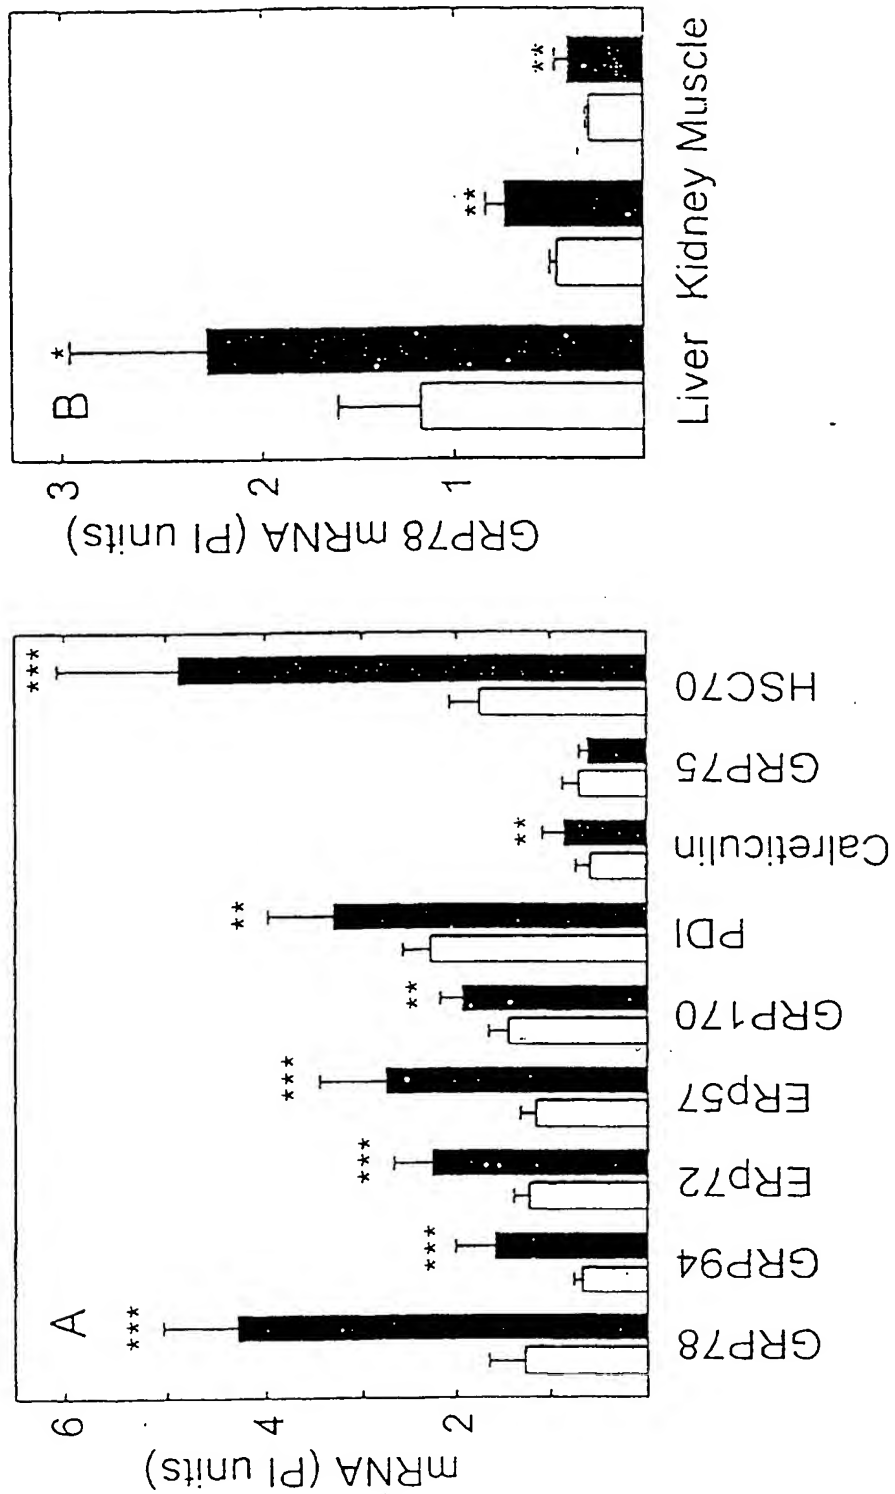 A
mRNA (PI units)
6
4
2
***
***
***
***
**
**
**
***
GRP78
GRP94
ERp72
ERp57
GRP170
PDI
Calreticulin
GRP75
HSC70
B
GRP78 mRNA (PI units)
3
2
1
*
**
**
Liver Kidney Muscle